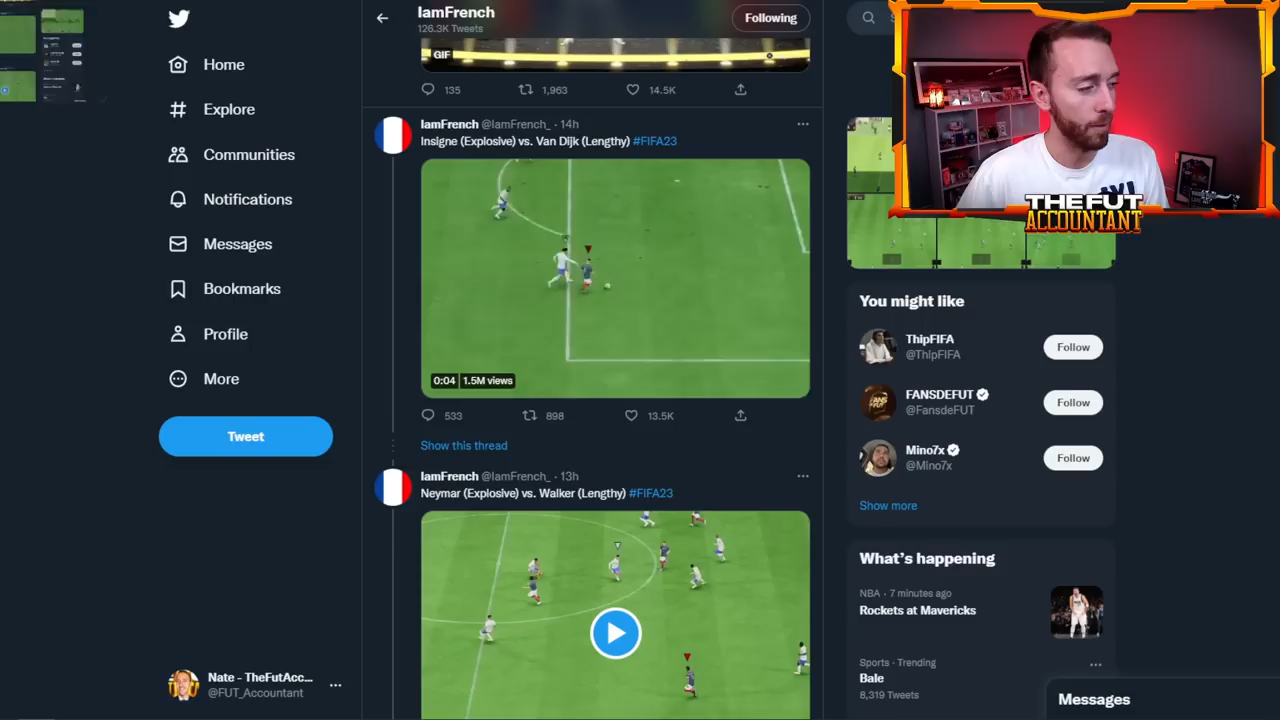 IamFrench
126.3K Tweets
Following
Home
Explore
Communities
Notifications
Messages
Bookmarks
Profile
More
Tweet
Nate - TheFutAcc...
@FUT_Accountant
GIF
135
1,963
14.5K
IamFrench @IamFrench_ · 14h
Insigne (Explosive) vs. Van Dijk (Lengthy) #FIFA23
0:04
1.5M views
533
898
13.5K
Show this thread
IamFrench @IamFrench_ · 13h
Neymar (Explosive) vs. Walker (Lengthy) #FIFA23
THE FUT
ACCOUNTANT
You might like
ThipFIFA
@ThIpFIFA
Follow
FANSDEFUT
@FansdeFUT
Follow
Mino7x
@Mino7x
Follow
Show more
What's happening
NBA · 7 minutes ago
Rockets at Mavericks
Sports · Trending
Bale
8,319 Tweets
Messages